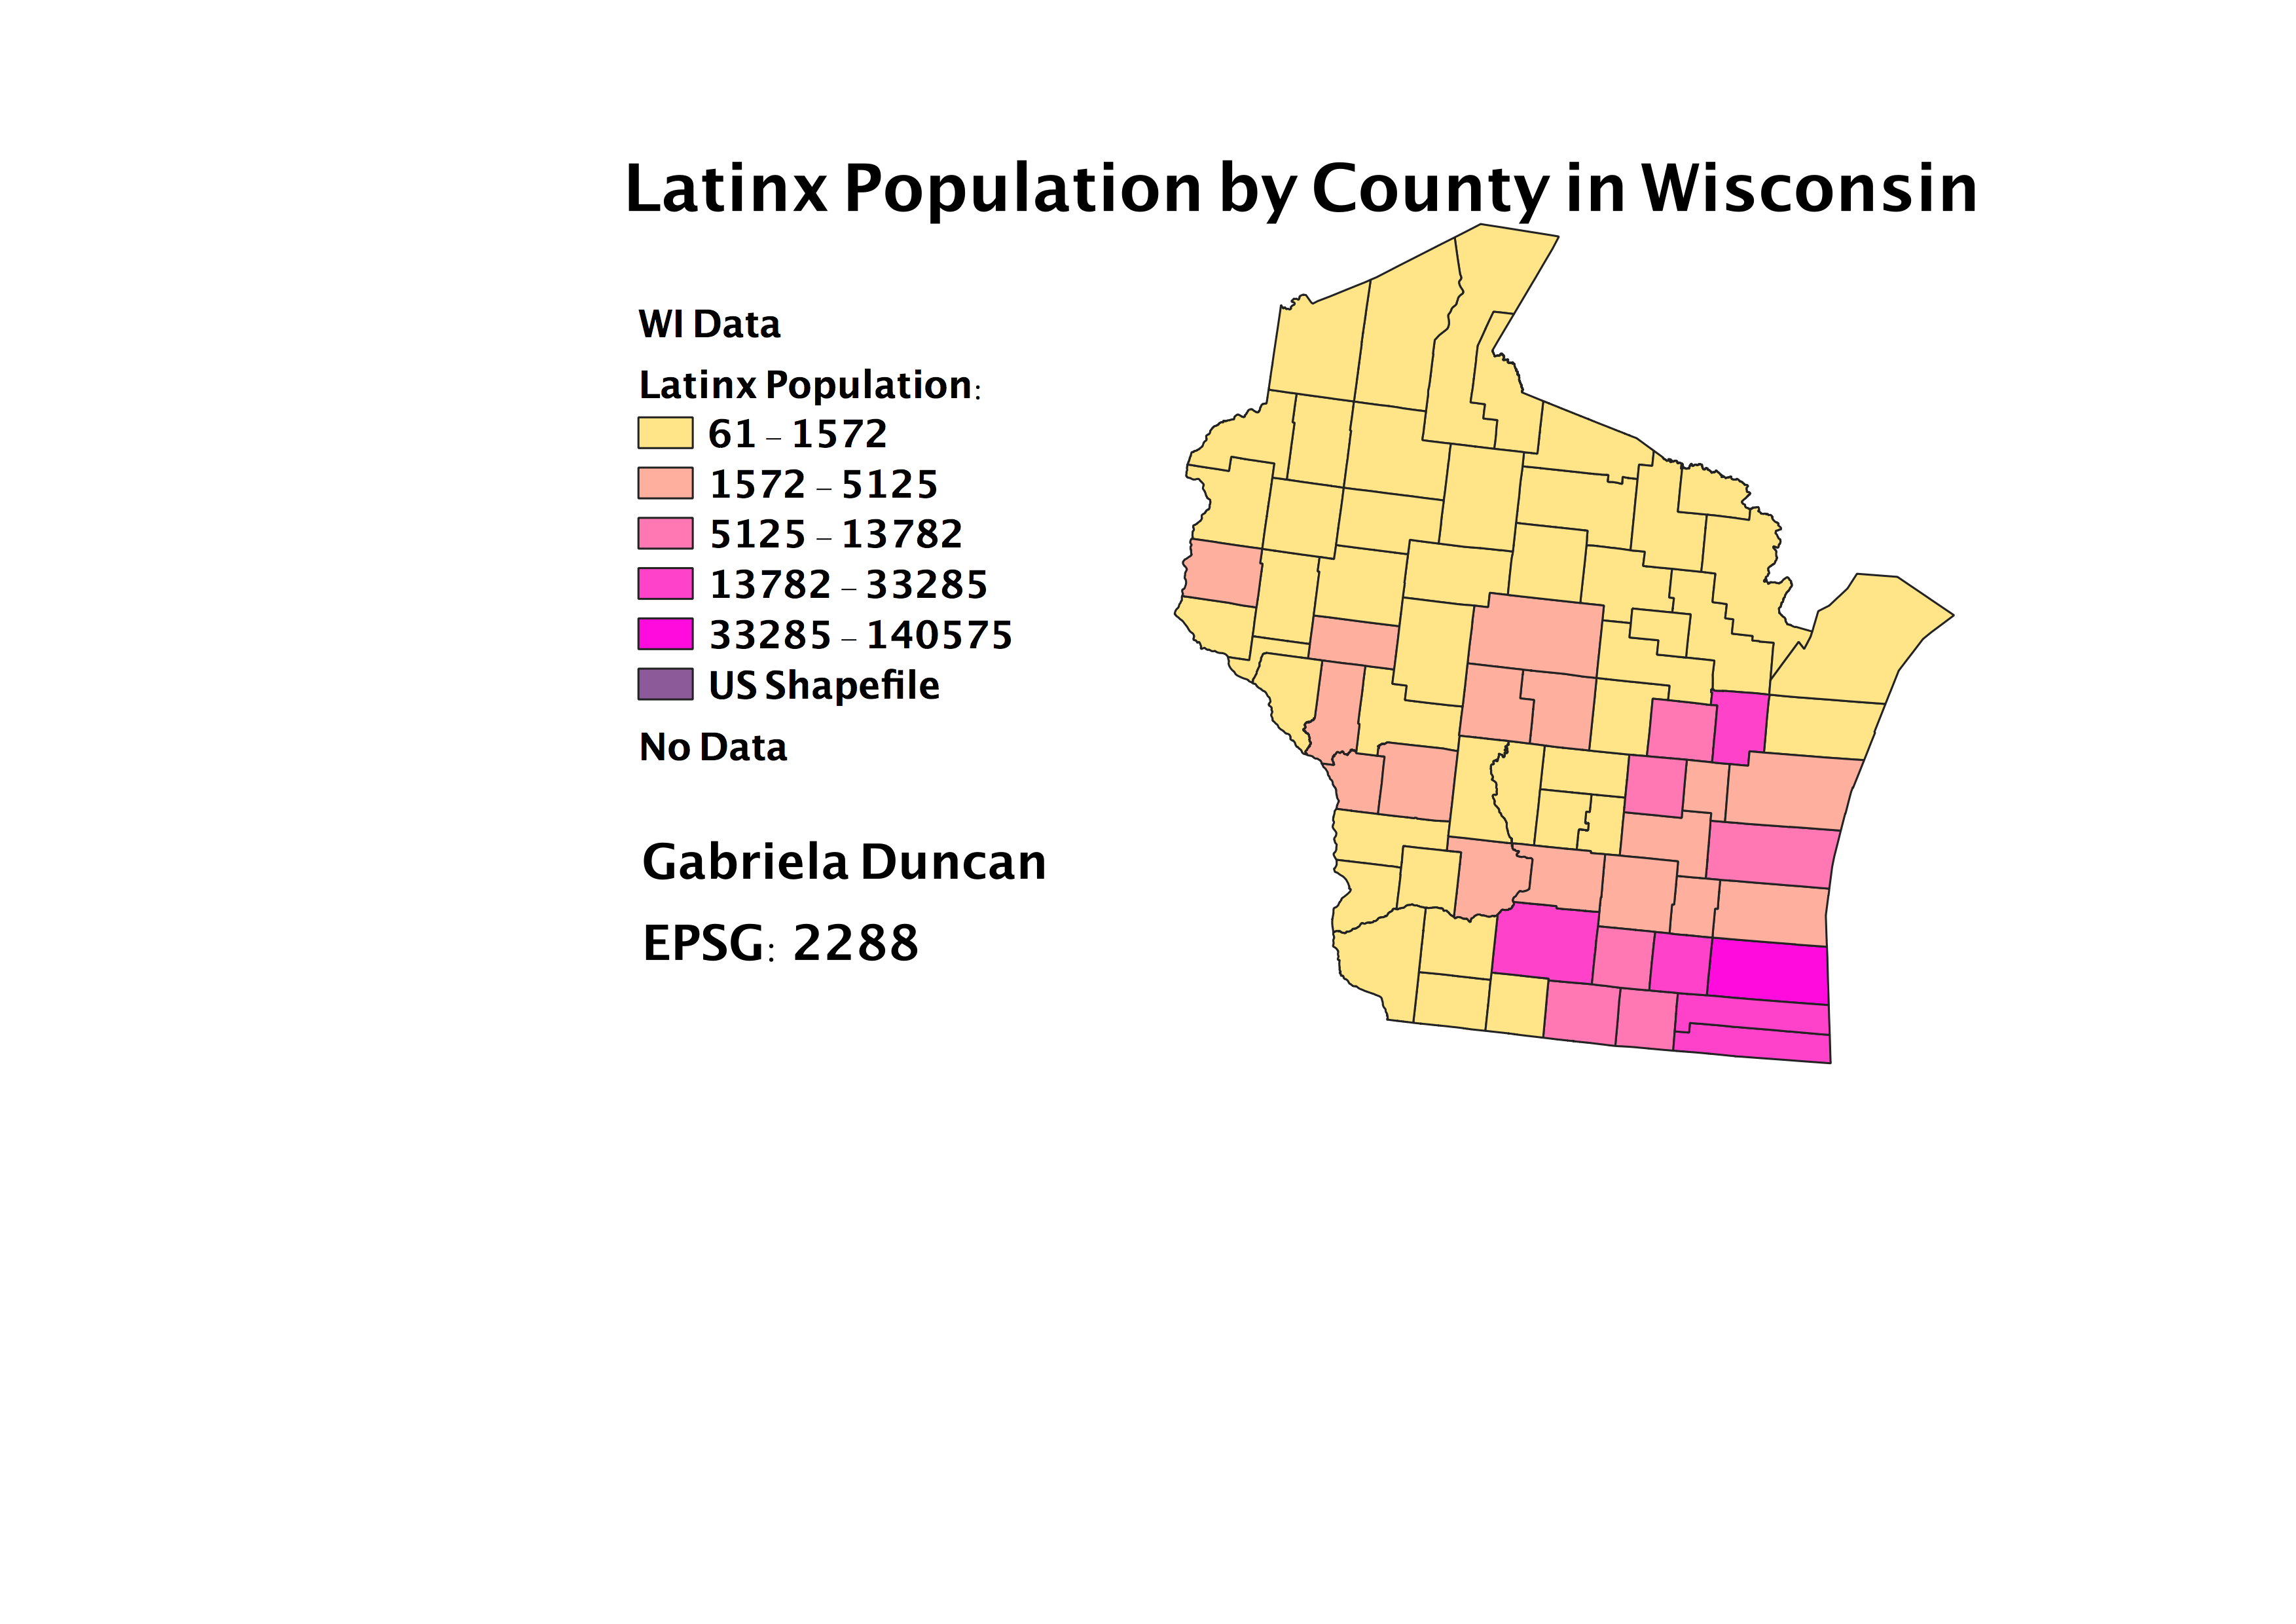 Latinx Population by County in Wisconsin
WI Data
Latinx Population:
61 – 1572
1572 – 5125
5125 – 13782
13782 – 33285
33285 – 140575
US Shapefile
No Data
Gabriela Duncan
EPSG: 2288